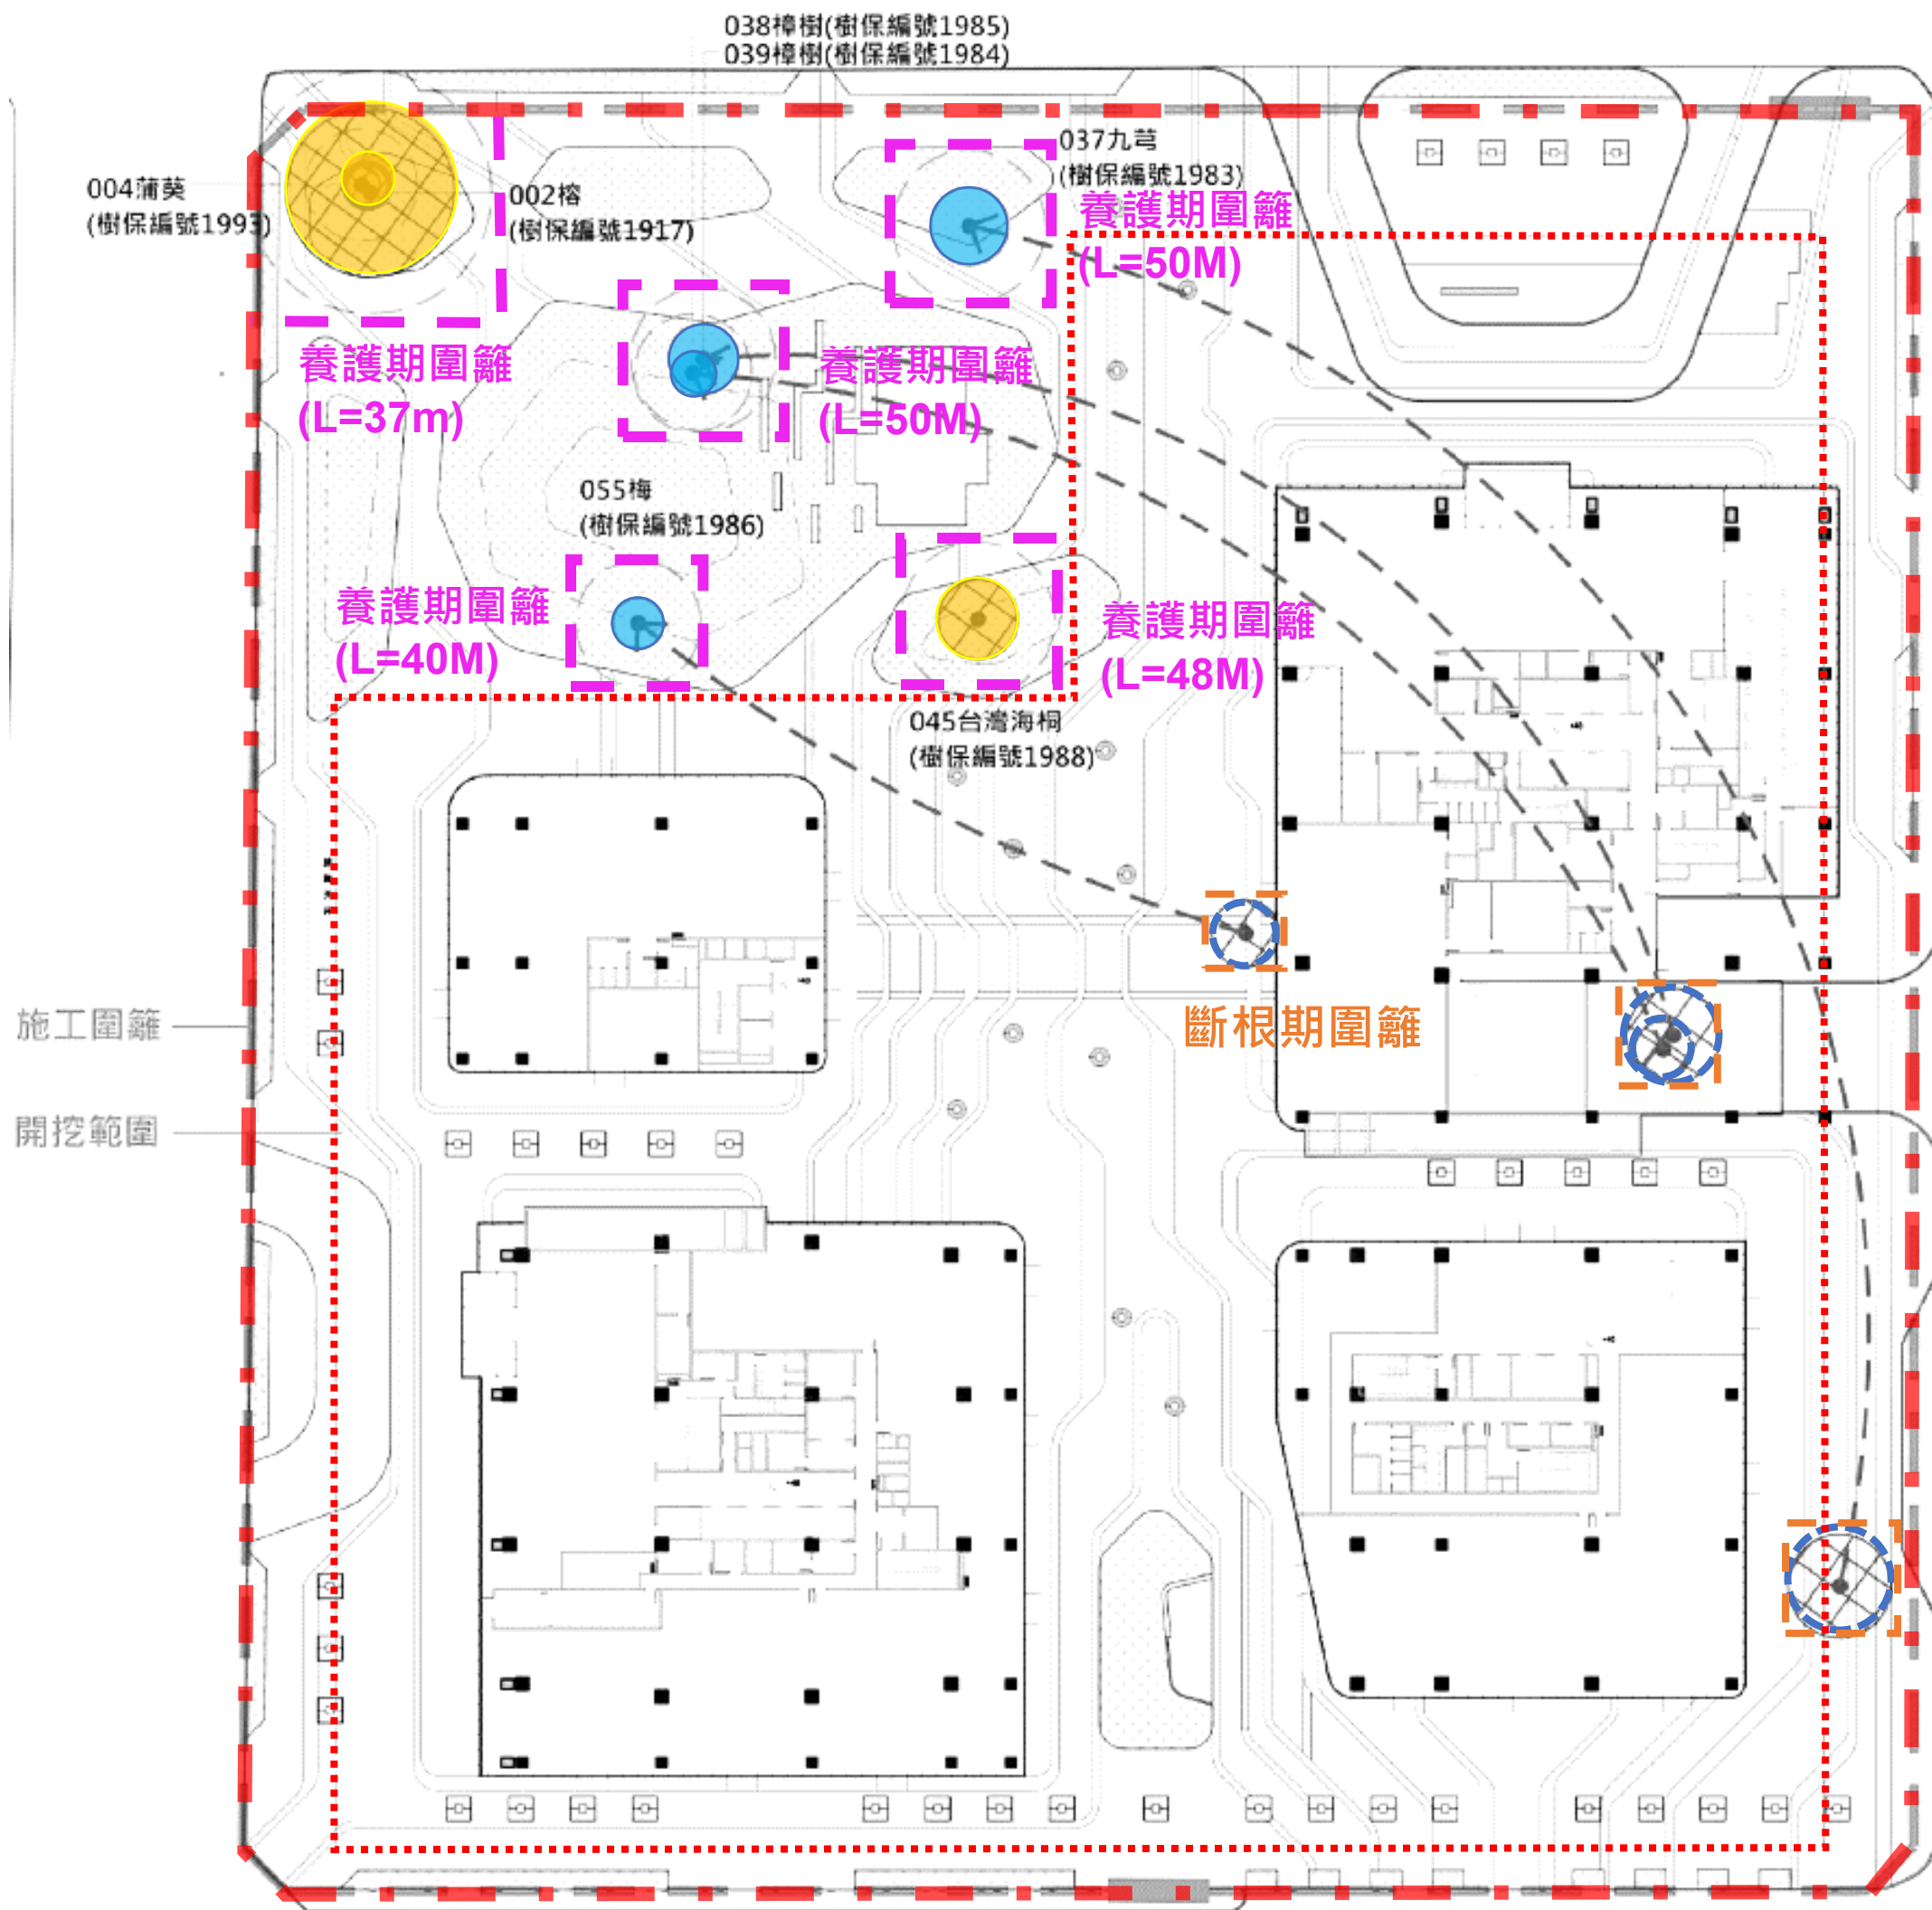 038樟樹(樹保編號1985)
039樟樹(樹保編號1984)
037九芎
(樹保編號1983)
004蒲葵
(樹保編號1993)
002榕
(樹保編號1917)
養護期圍籬
(L=50M)
養護期圍籬
(L=37m)
養護期圍籬
(L=50M)
055梅
(樹保編號1986)
養護期圍籬
(L=40M)
養護期圍籬
(L=48M)
045台灣海桐
(樹保編號1988)
施工圍籬
斷根期圍籬
開挖範圍